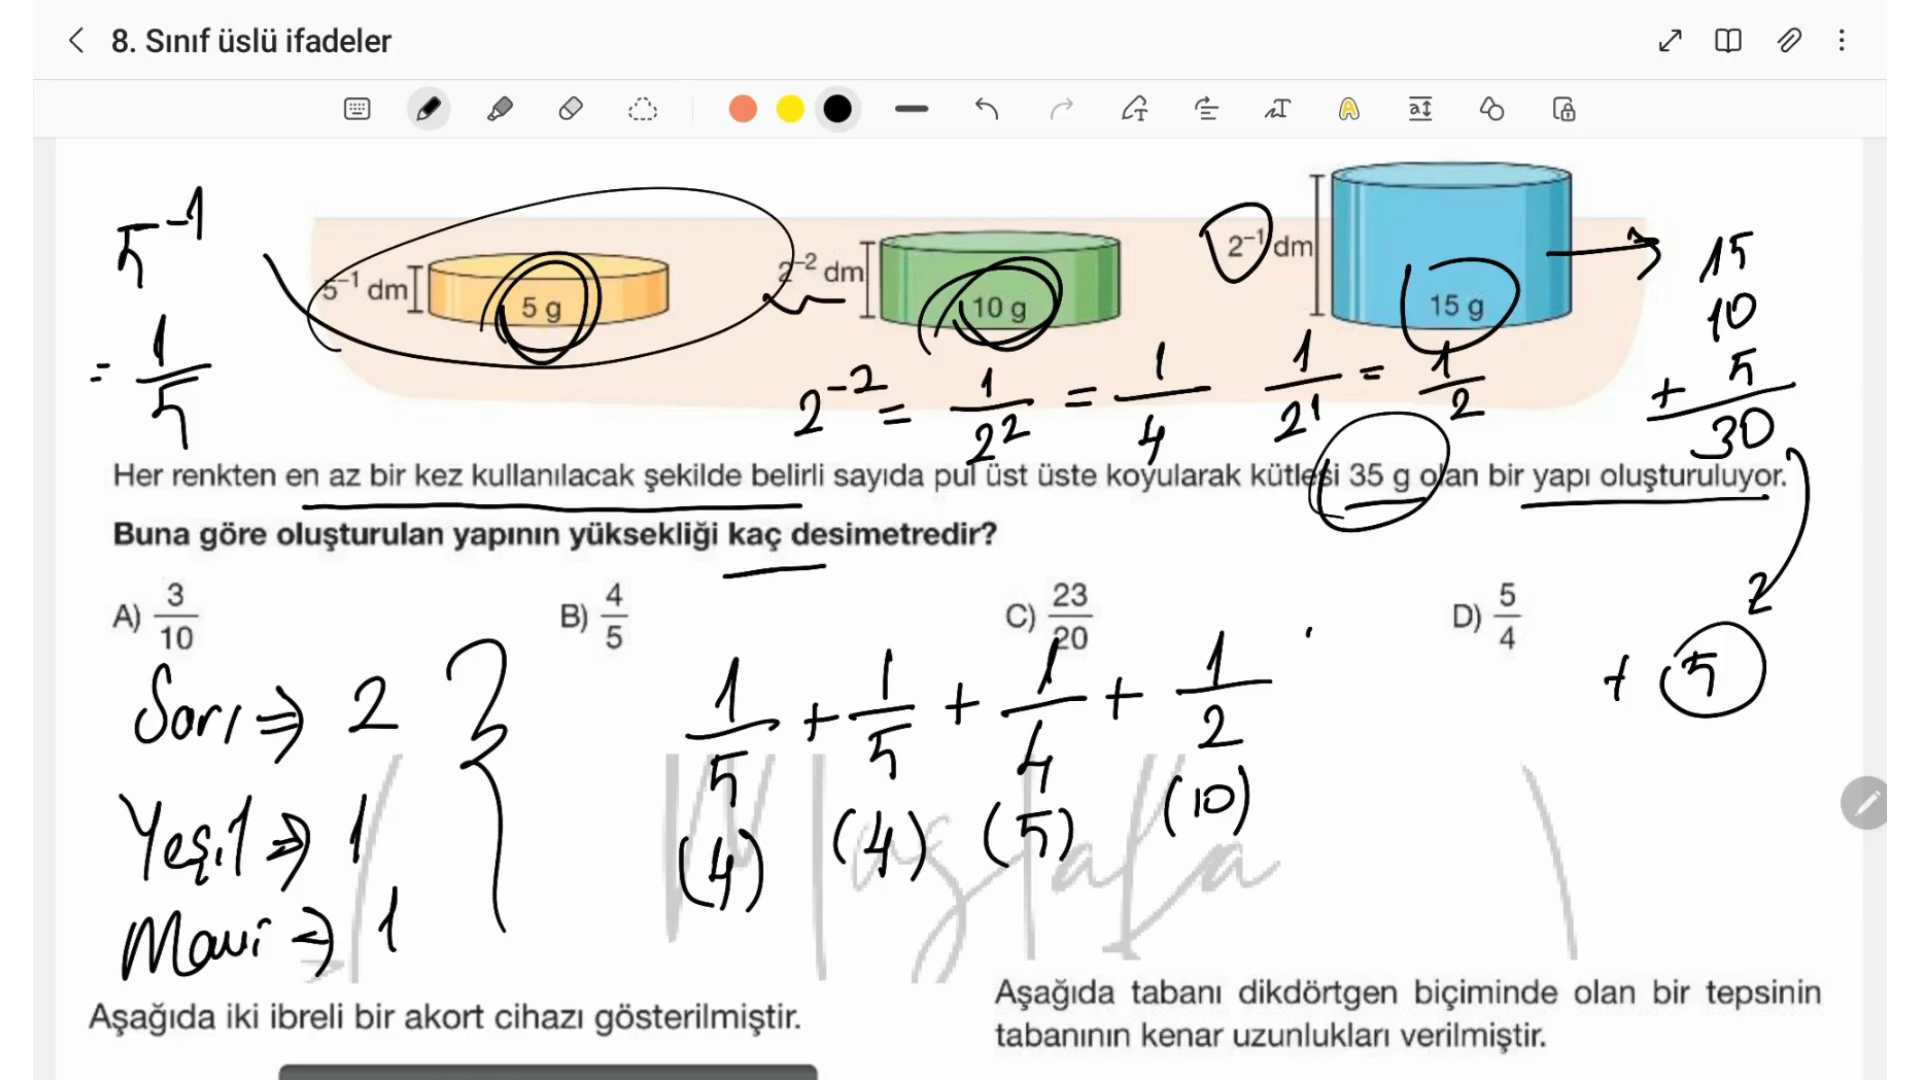 8. Sınıf üslü ifadeler
5⁻¹
= 1/5
5⁻¹ dm
5 g
2⁻² dm
10 g
2⁻¹ dm
15 g
15
10
+ 5
30
2⁻² = 1/2² = 1/4
1/2¹ = 1/2
Her renkten en az bir kez kullanılacak şekilde belirli sayıda pul üst üste koyularak kütlesi 35 g olan bir yapı oluşturuluyor.
Buna göre oluşturulan yapının yüksekliği kaç desimetredir?
A) 3/10 B) 4/5 C) 23/20 D) 5/4
+ 5
Sarı ⇒ 2
Yeşil ⇒ 1
Mavi ⇒ 1
1/5 + 1/5 + 1/4 + 1/2
(4) (4) (5) (10)
Aşağıda iki ibreli bir akort cihazı gösterilmiştir.
Aşağıda tabanı dikdörtgen biçiminde olan bir tepsinin
tabanının kenar uzunlukları verilmiştir.